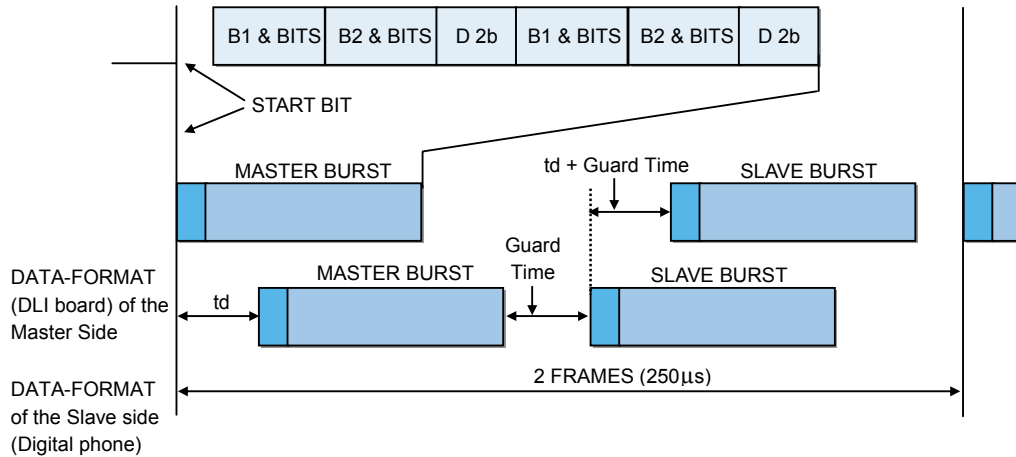 B1 & BITS B2 & BITS D 2b B1 & BITS B2 & BITS D 2b
START BIT
MASTER BURST
td + Guard Time
SLAVE BURST
DATA-FORMAT
(DLI board) of the
Master Side
td
MASTER BURST
Guard
Time
SLAVE BURST
2 FRAMES (250µs)
DATA-FORMAT
of the Slave side
(Digital phone)